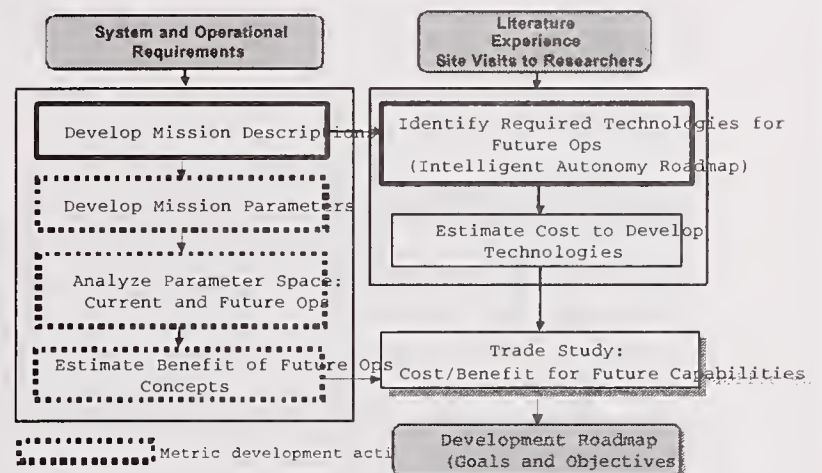 System and Operational
Requirements
Literature
Experience
Site Visits to Researchers
Develop Mission Descriptions
Identify Required Technologies for
Future Ops
(Intelligent Autonomy Roadmap)
Develop Mission Parameters
Estimate Cost to Develop
Technologies
Analyze Parameter Space:
Current and Future Ops
Estimate Benefit of Future Ops
Concepts
Trade Study:
Cost/Benefit for Future Capabilities
Metric development acti
Development Roadmap
(Goals and Objectives